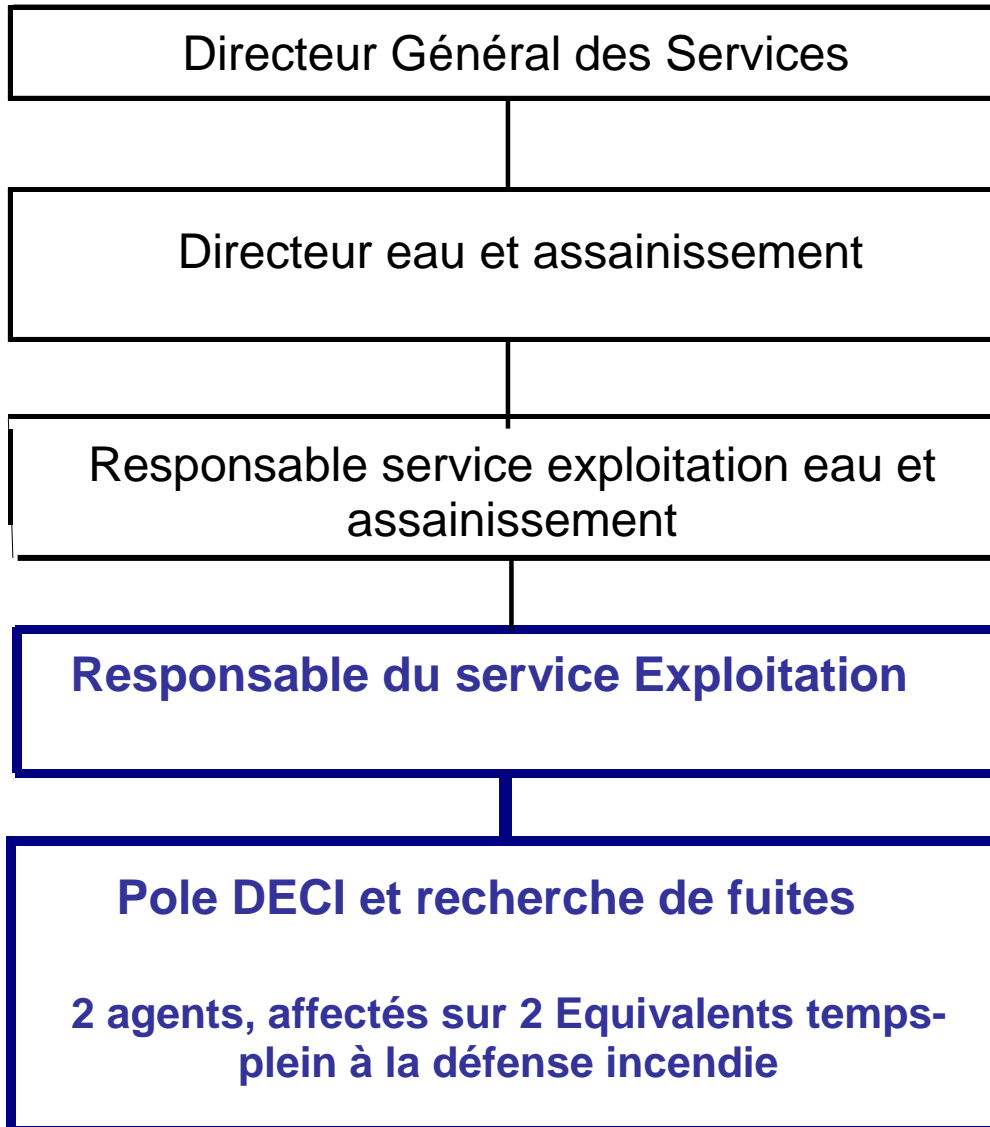 Directeur Général des Services
Directeur eau et assainissement
Responsable service exploitation eau et
assainissement
Responsable du service Exploitation
Pole DECI et recherche de fuites
2 agents, affectés sur 2 Equivalents temps-
plein à la défense incendie